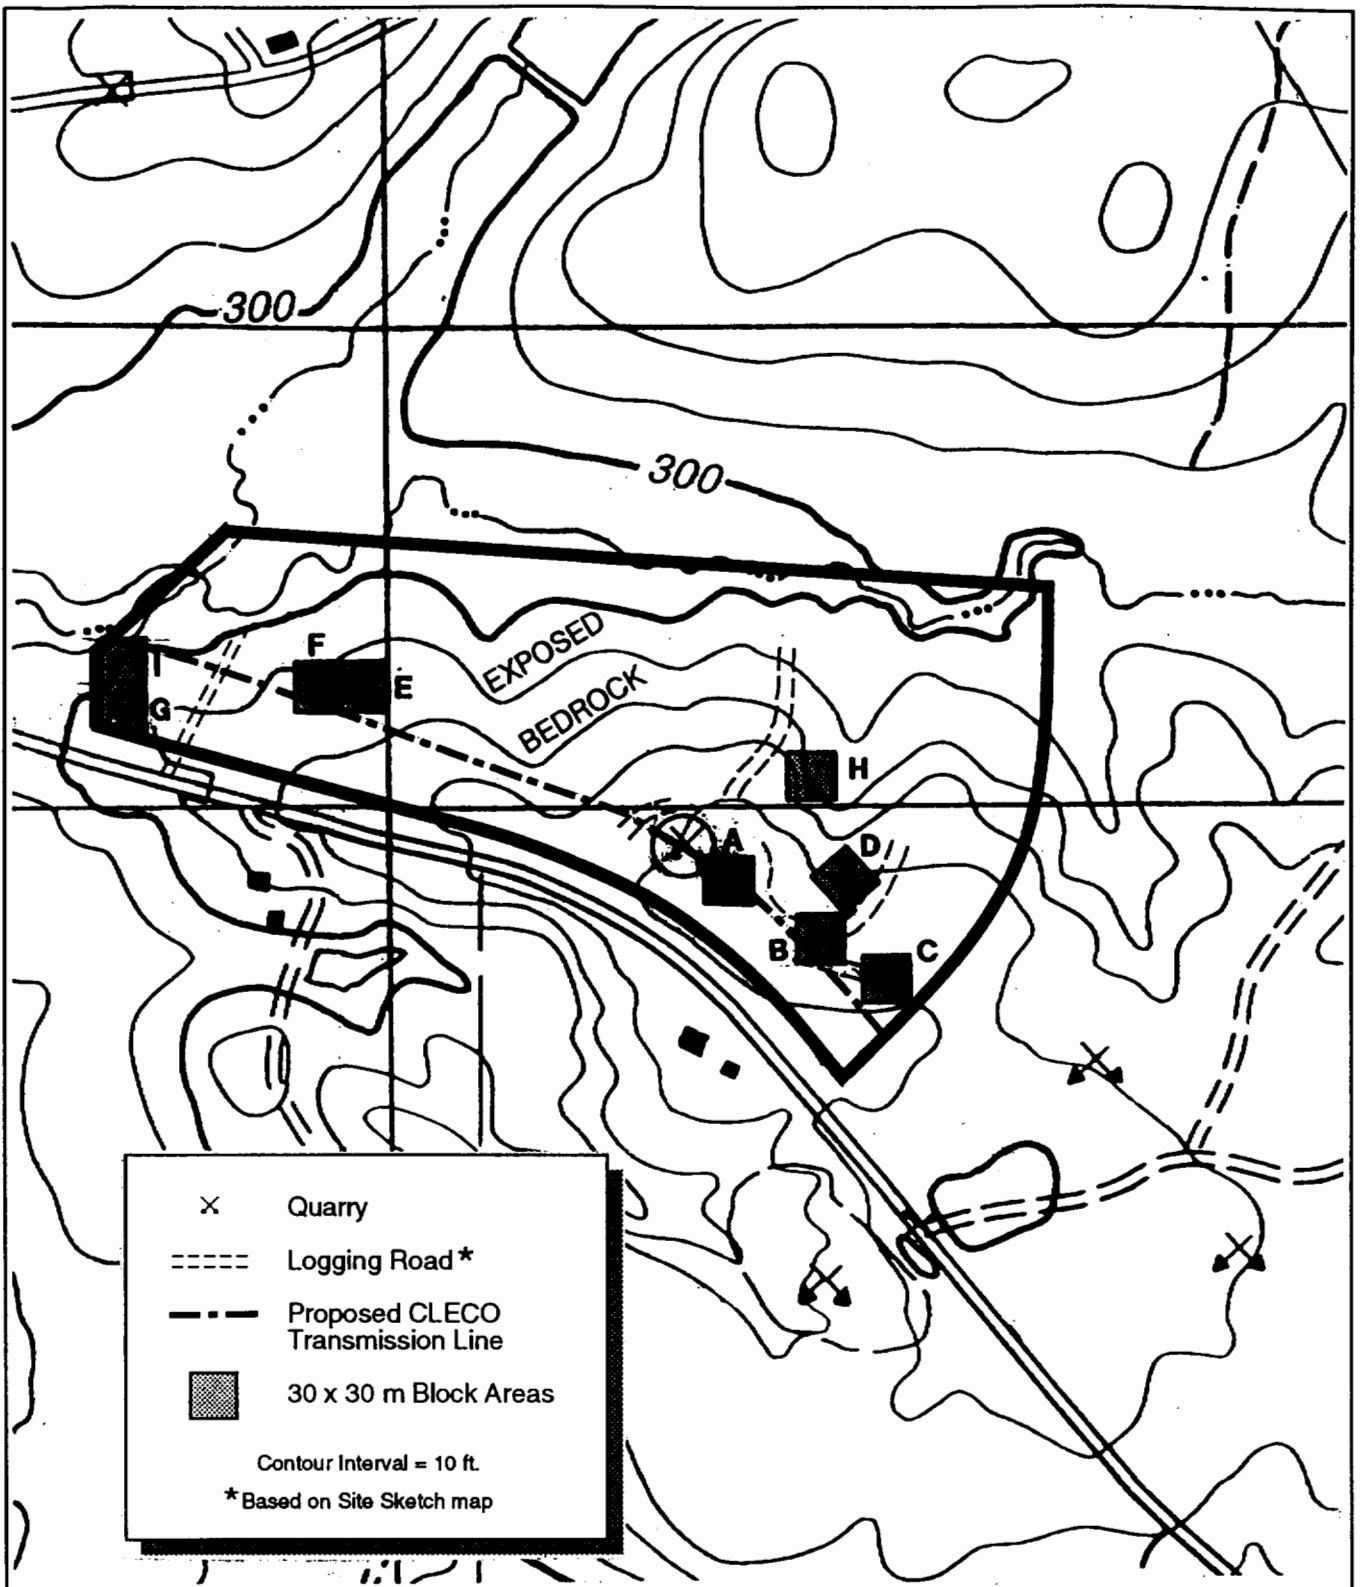 300
300
EXPOSED
BEDROCK
F
E
I
G
H
A
D
B
C
Quarry
Logging Road*
Proposed CLECO
Transmission Line
30 x 30 m Block Areas
Contour Interval = 10 ft.
*Based on Site Sketch map